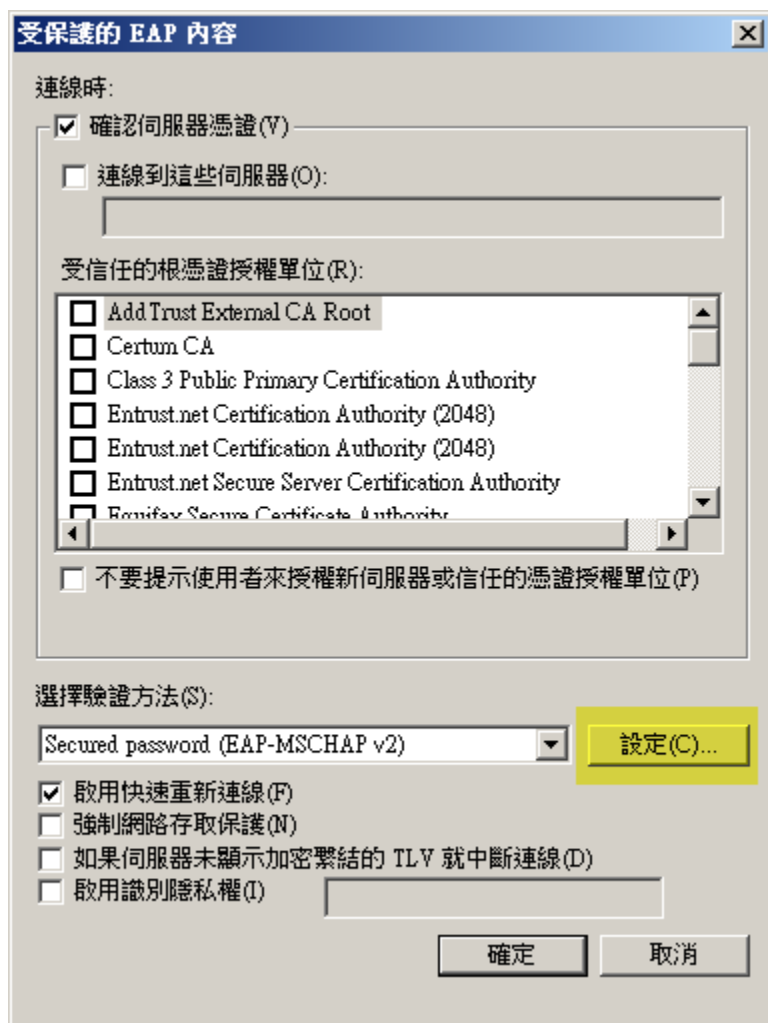 受保護的 EAP 內容
連線時:
確認伺服器憑證(V)
連線到這些伺服器(O):
受信任的根憑證授權單位(R):
AddTrust External CA Root
Certum CA
Class 3 Public Primary Certification Authority
Entrust.net Certification Authority (2048)
Entrust.net Certification Authority (2048)
Entrust.net Secure Server Certification Authority
Equifax Secure Certificate Authority
不要提示使用者來授權新伺服器或信任的憑證授權單位(P)
選擇驗證方法(S):
Secured password (EAP-MSCHAP v2) 設定(C)...
啟用快速重新連線(F)
強制網路存取保護(N)
如果伺服器未顯示加密繫結的 TLV 就中斷連線(D)
啟用識別隱私權(I)
確定 取消